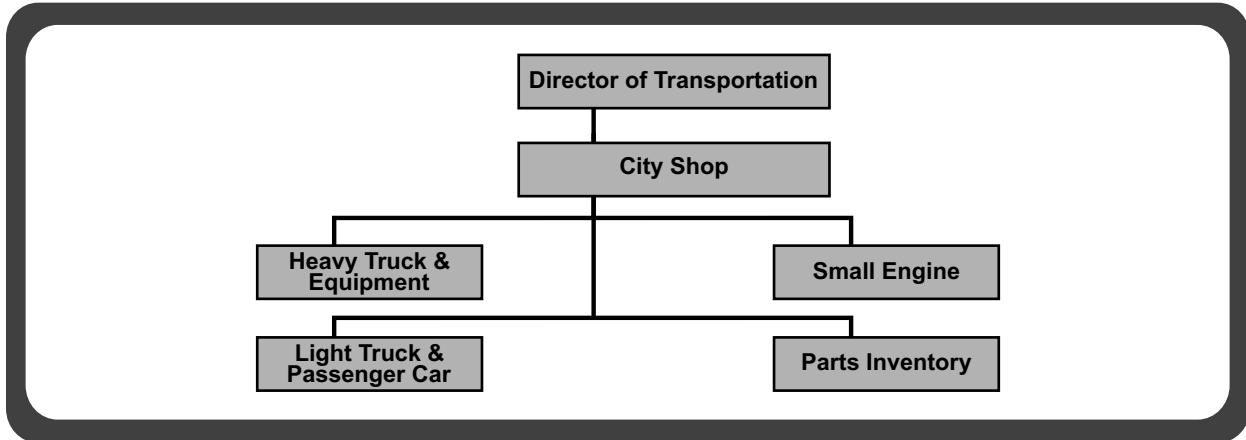 Director of Transportation
City Shop
Heavy Truck &
Equipment
Small Engine
Light Truck &
Passenger Car
Parts Inventory